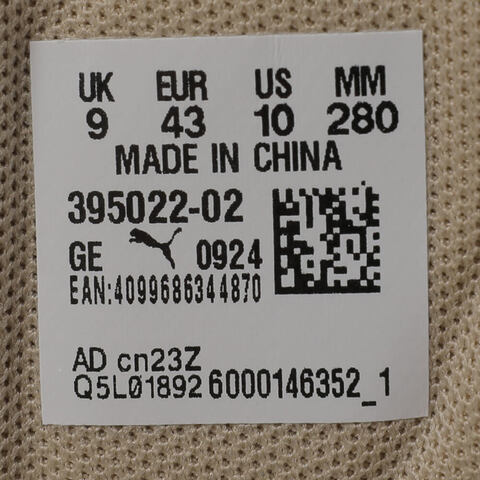 UK EUR US MM
9 43 10 280
MADE IN CHINA
395022-02
GE 0924
EAN:4099686344870
AD cn23Z
Q5L01892 6000146352_1